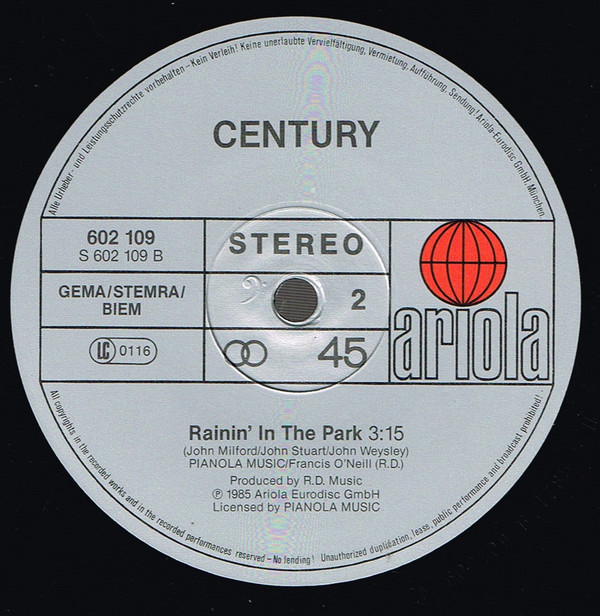 Alle Urheber- und Leistungsschutzrechte vorbehalten – Kein Verleih! Keine unerlaubte Vervielfältigung, Vermietung, Aufführung, Sendung! Ariola-Eurodisc GmbH, München.
CENTURY
602 109
S 602 109 B
STEREO
GEMA/STEMRA/
BIEM
2
LC 0116
45
ariola
Rainin' In The Park 3:15
(John Milford/John Stuart/John Weysley)
PIANOLA MUSIC/Francis O'Neill (R.D.)
Produced by R.D. Music
℗ 1985 Ariola Eurodisc GmbH
Licensed by PIANOLA MUSIC
All copyrights in the recorded works and in the recorded performances reserved – No lending! Unauthorized duplication, lease, public performance and broadcast prohibited!